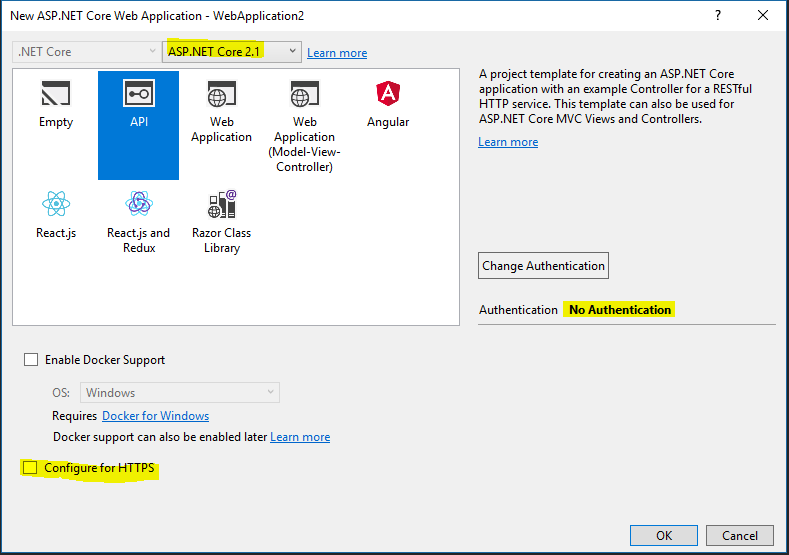 New ASP.NET Core Web Application - WebApplication2
?
.NET Core
ASP.NET Core 2.1
Learn more
Empty
API
Web
Application
Web
Application
(Model-View-
Controller)
Angular
React.js
React.js and
Redux
Razor Class
Library
A project template for creating an ASP.NET Core
application with an example Controller for a RESTful
HTTP service. This template can also be used for
ASP.NET Core MVC Views and Controllers.
Learn more
Change Authentication
Authentication No Authentication
Enable Docker Support
OS: Windows
Requires Docker for Windows
Docker support can also be enabled later Learn more
Configure for HTTPS
OK
Cancel